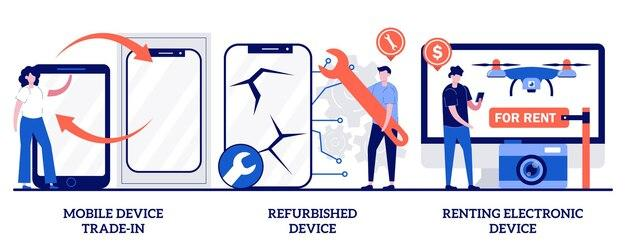 $
FOR RENT
MOBILE DEVICE
TRADE-IN
REFURBISHED
DEVICE
RENTING ELECTRONIC
DEVICE